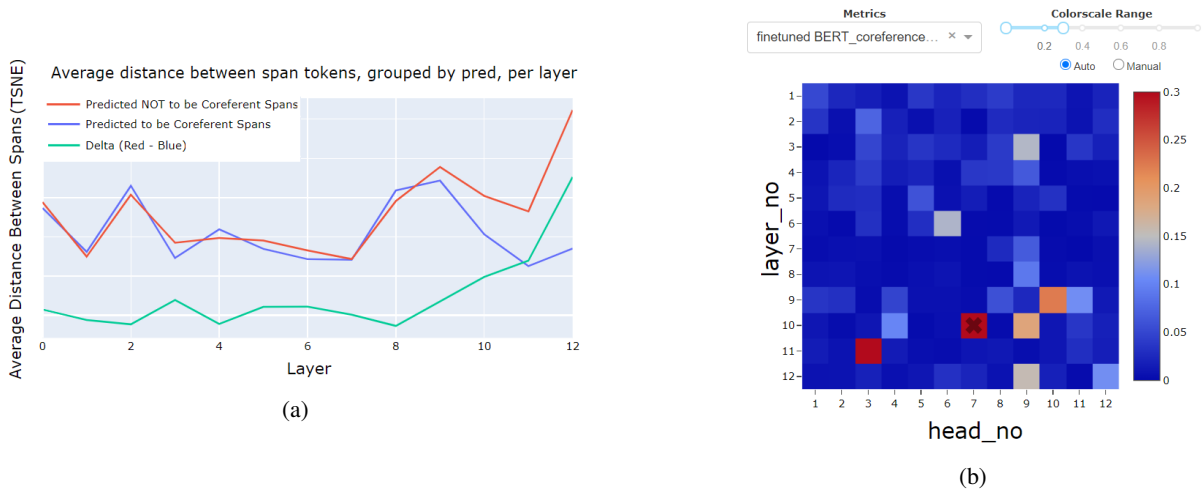 Average distance between span tokens, grouped by pred, per layer
Average Distance Between Spans (TSNE)
Predicted NOT to be Coreferent Spans
Predicted to be Coreferent Spans
Delta (Red - Blue)
0 2 4 6 8 10 12
Layer
(a)
Metrics
finetuned BERT_coreference…
× 
Colorscale Range
0.2 0.4 0.6 0.8
Auto Manual
layer_no
1
2
3
4
5
6
7
8
9
10
11
12
1 2 3 4 5 6 7 8 9 10 11 12
head_no
0.3
0.25
0.2
0.15
0.1
0.05
0
(b)